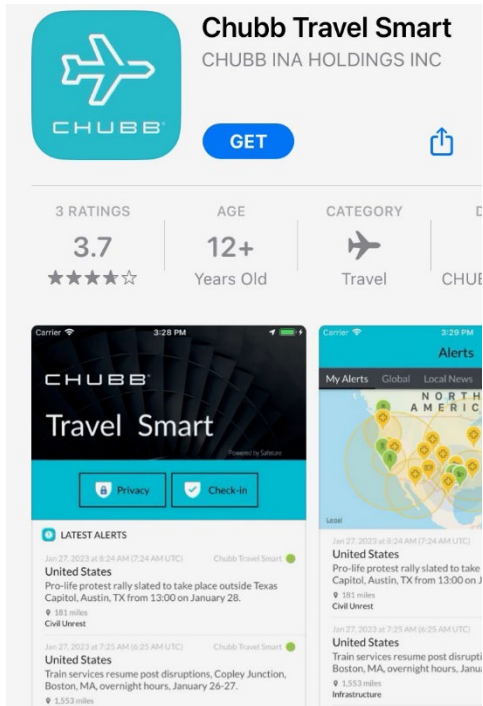 CHUBB®
Chubb Travel Smart
CHUBB INA HOLDINGS INC
GET
3 RATINGS
3.7
AGE
12+
Years Old
CATEGORY
Travel
D
CHUB
Carrier
3:28 PM
CHUBB®
Travel Smart
Powered by Safeture
Privacy
Check-in
LATEST ALERTS
Jan 27, 2023 at 8:24 AM (7:24 AM UTC)
Chubb Travel Smart
United States
Pro-life protest rally slated to take place outside Texas
Capitol, Austin, TX from 13:00 on January 28.
181 miles
Civil Unrest
Jan 27, 2023 at 7:25 AM (6:25 AM UTC)
Chubb Travel Smart
United States
Train services resume post disruptions, Copley Junction,
Boston, MA, overnight hours, January 26-27.
1,553 miles
Carrier
3:29 PM
Alerts
My Alerts
Global
Local News
NORTH
AMERIC
Legal
Jan 27, 2023 at 8:24 AM (7:24 AM UTC)
United States
Pro-life protest rally slated to take
Capitol, Austin, TX from 13:00 on J
181 miles
Civil Unrest
Jan 27, 2023 at 7:25 AM (6:25 AM UTC)
United States
Train services resume post disrupti
Boston, MA, overnight hours, Janua
1,553 miles
Infrastructure